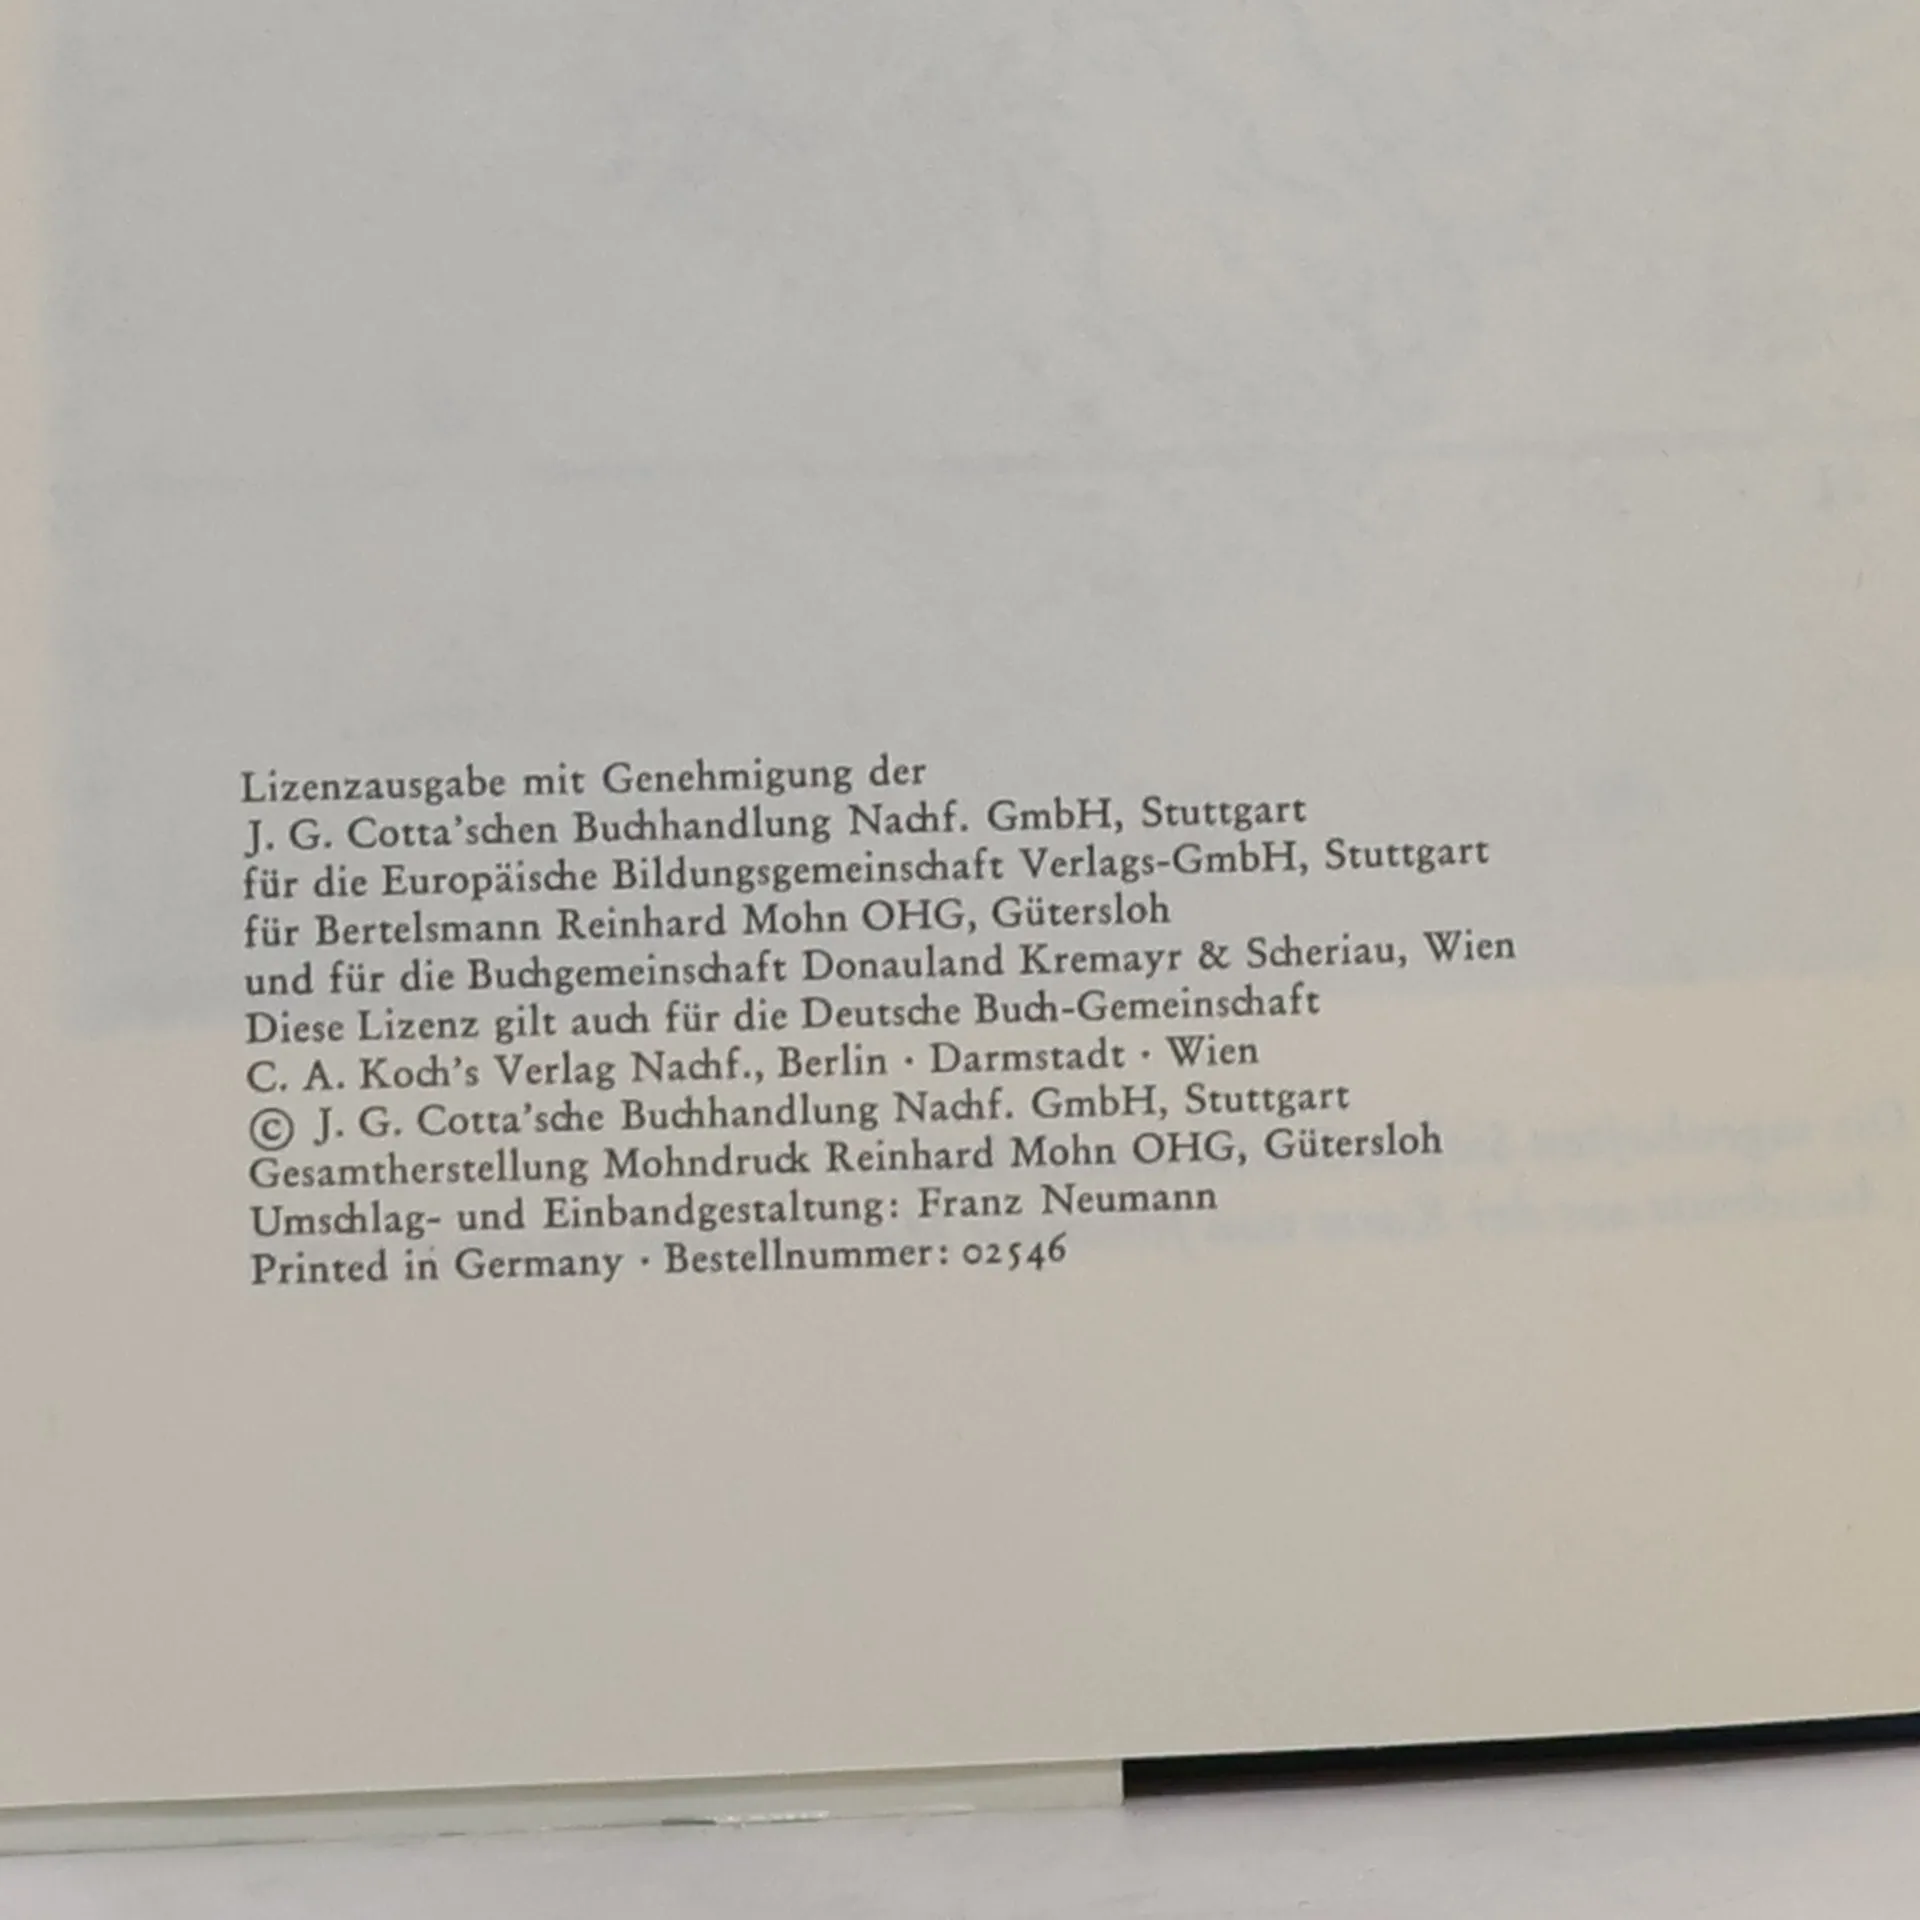 Lizenzausgabe mit Genehmigung der
J. G. Cotta'schen Buchhandlung Nachf. GmbH, Stuttgart
für die Europäische Bildungsgemeinschaft Verlags-GmbH, Stuttgart
für Bertelsmann Reinhard Mohn OHG, Gütersloh
und für die Buchgemeinschaft Donauland Kremayr & Scheriau, Wien
Diese Lizenz gilt auch für die Deutsche Buch-Gemeinschaft
C. A. Koch's Verlag Nachf., Berlin · Darmstadt · Wien
© J. G. Cotta'sche Buchhandlung Nachf. GmbH, Stuttgart
Gesamtherstellung Mohndruck Reinhard Mohn OHG, Gütersloh
Umschlag- und Einbandgestaltung: Franz Neumann
Printed in Germany · Bestellnummer: 02546